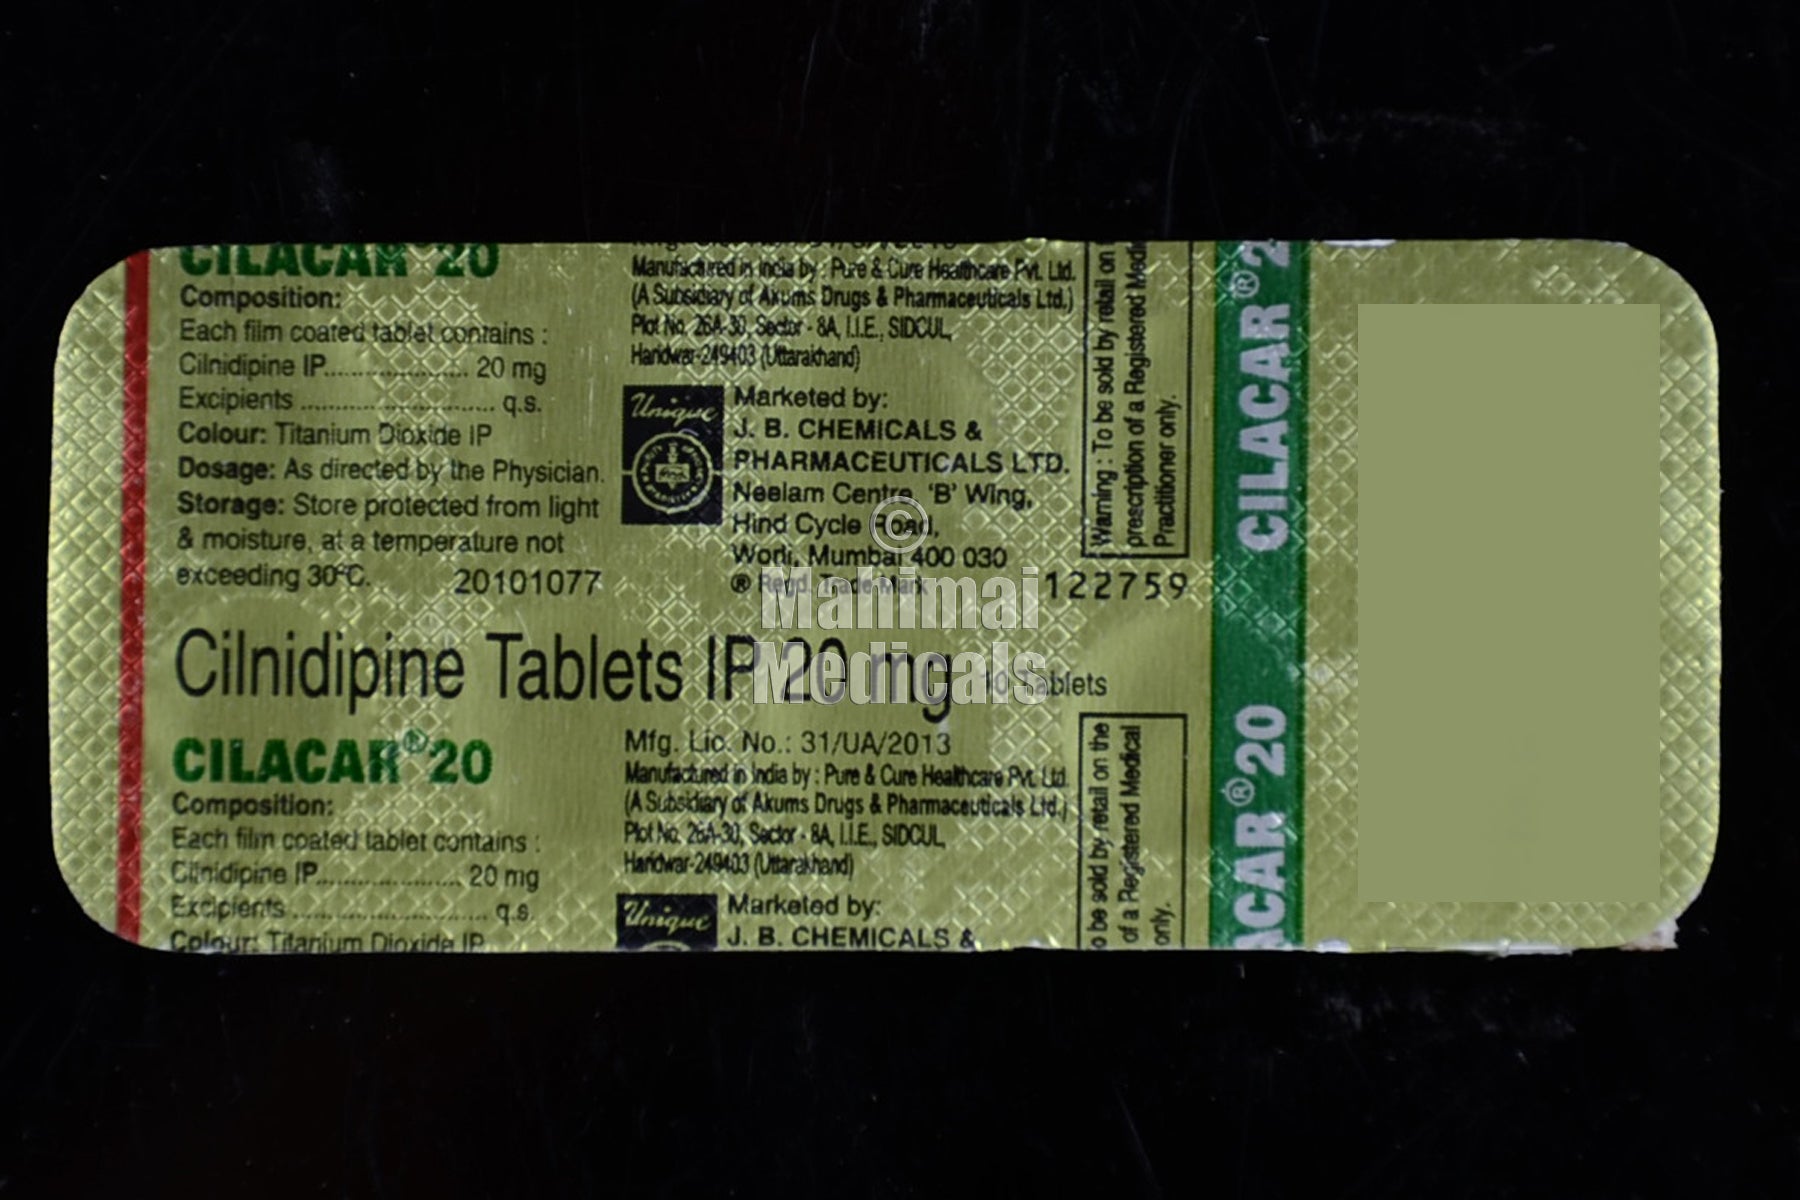 CILACAR® 20
Composition:
Each film coated tablet contains :
Cilnidipine IP..................... 20 mg
Excipients ............................ q.s.
Colour: Titanium Dioxide IP
Dosage: As directed by the Physician.
Storage: Store protected from light
& moisture, at a temperature not
exceeding 30°C.
20101077
Manufactured in India by : Pure & Cure Healthcare Pvt. Ltd.
(A Subsidiary of Akums Drugs & Pharmaceuticals Ltd.)
Plot No. 26A-30, Sector - 8A, I.I.E., SIDCUL,
Haridwar-249403 (Uttarakhand)
Unique
Marketed by:
J. B. CHEMICALS &
PHARMACEUTICALS LTD.
Neelam Centre, 'B' Wing,
Hind Cycle Road,
Worli, Mumbai 400 030
® Regd. Trade Mark
122759
Warning : To be sold by retail on
prescription of a Registered Medi
Practitioner only.
CILACAR® 2
©
Mahimai
Medicals
Cilnidipine Tablets IP 20 mg
10 Tablets
CILACAR® 20
Composition:
Each film coated tablet contains :
Cilnidipine IP..................... 20 mg
Excipients ............................ q.s.
Colour: Titanium Dioxide IP
Mfg. Lic. No.: 31/UA/2013
Manufactured in India by : Pure & Cure Healthcare Pvt. Ltd.
(A Subsidiary of Akums Drugs & Pharmaceuticals Ltd.)
Plot No. 26A-30, Sector - 8A, I.I.E., SIDCUL,
Haridwar-249403 (Uttarakhand)
Unique
Marketed by:
J. B. CHEMICALS &
o be sold by retail on the
of a Registered Medical
only.
ACAR® 20